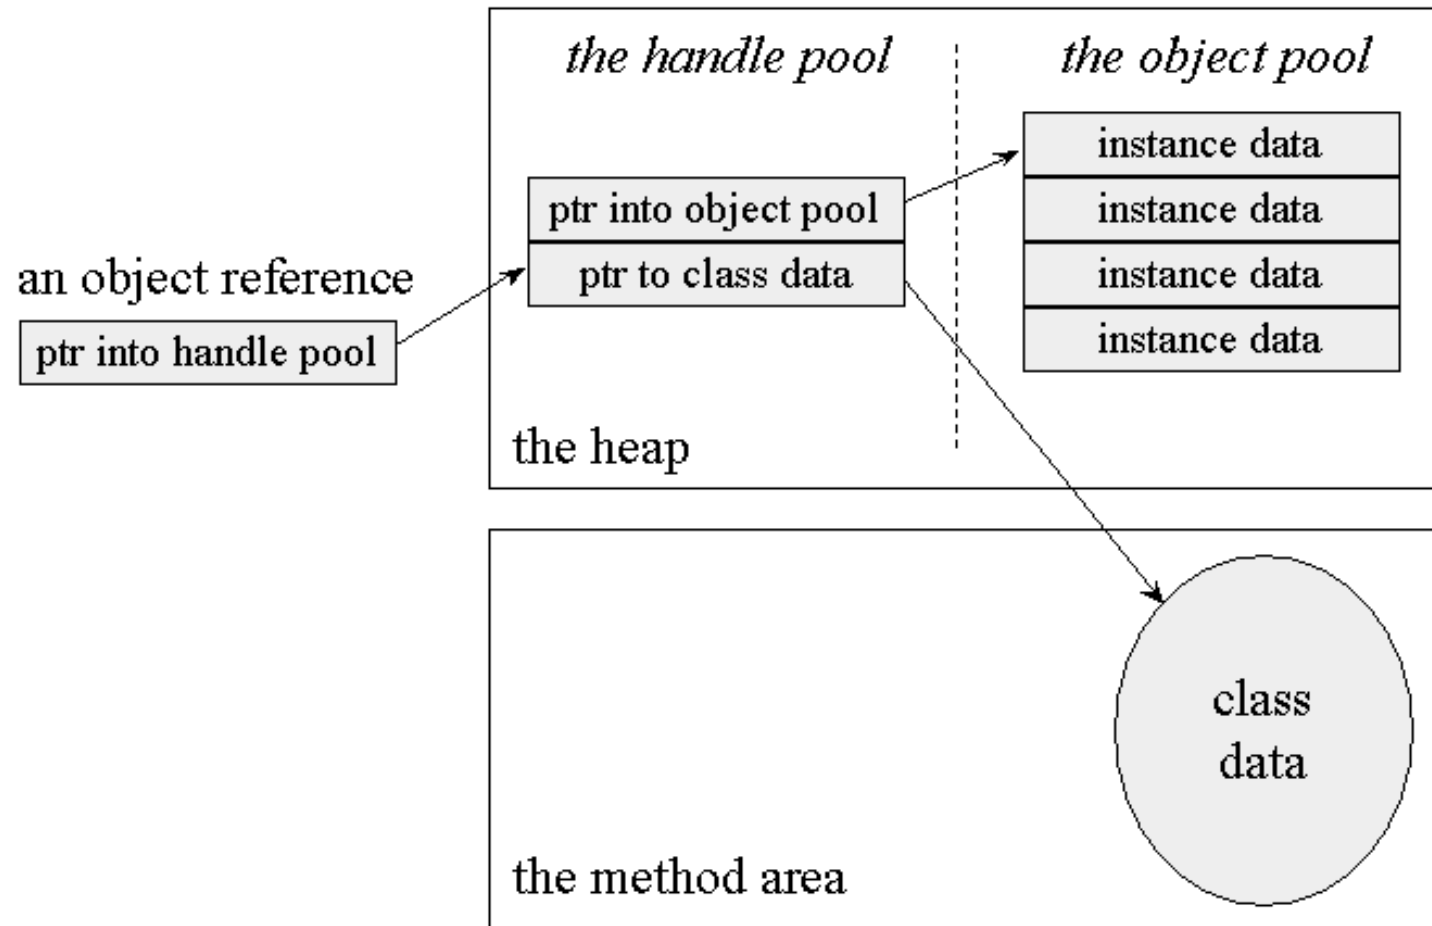 the handle pool
the object pool
instance data
ptr into object pool
instance data
an object reference
ptr to class data
instance data
ptr into handle pool
instance data
the heap
class
data
the method area